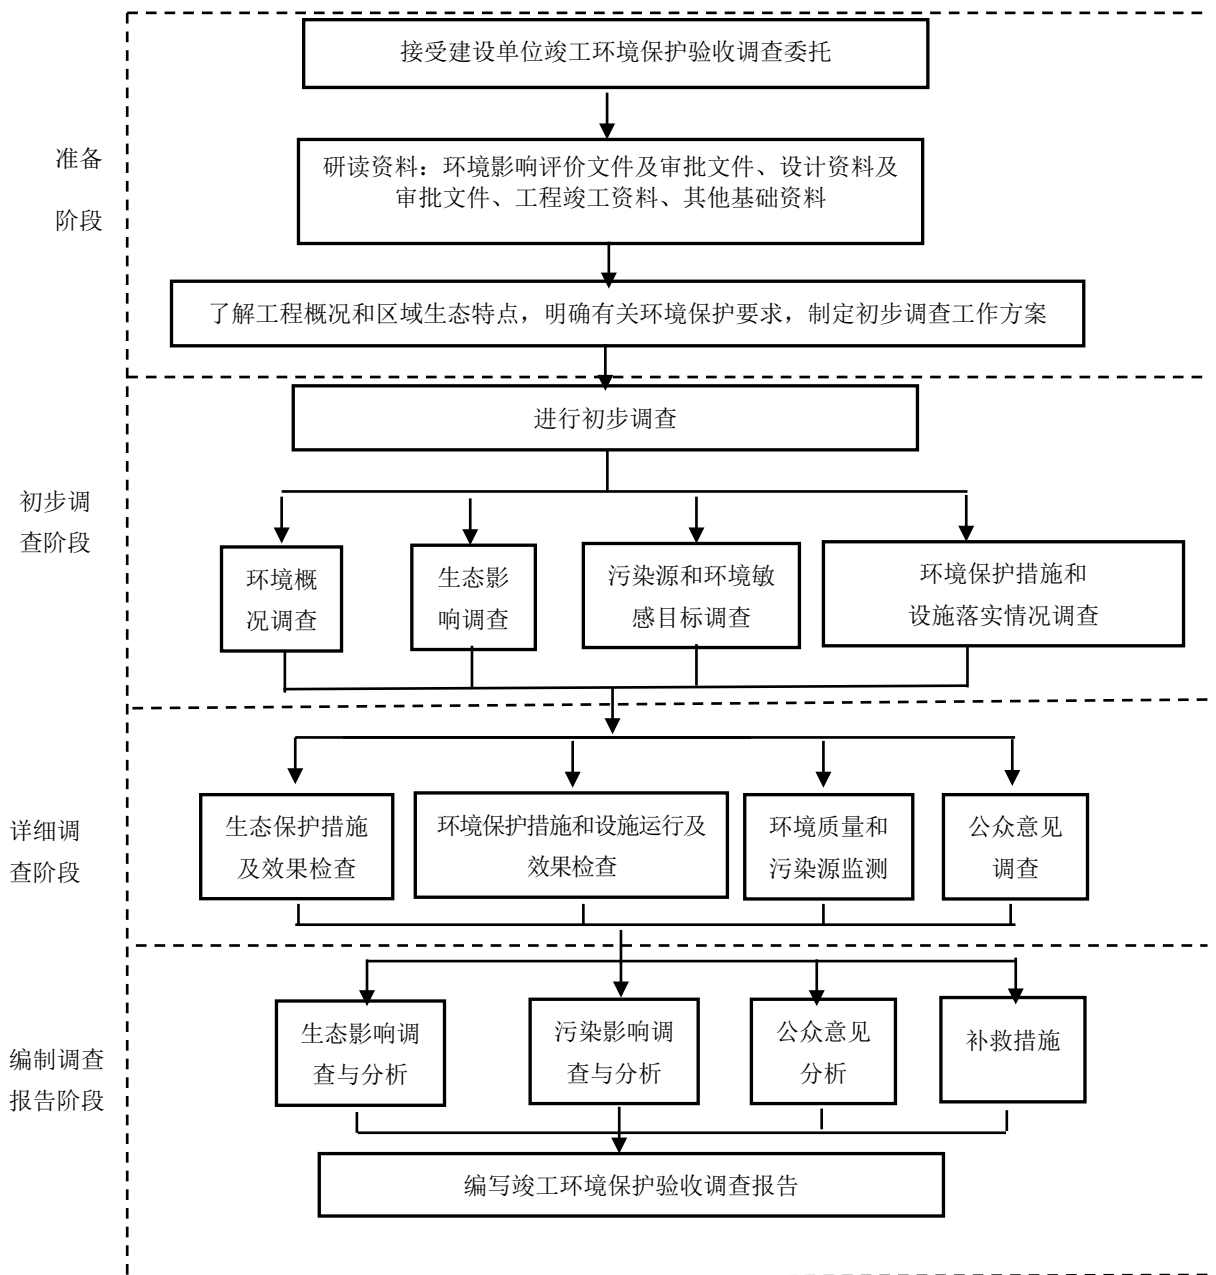 接受建设单位竣工环境保护验收调查委托
准备
阶段
研读资料：环境影响评价文件及审批文件、设计资料及
审批文件、工程竣工资料、其他基础资料
了解工程概况和区域生态特点，明确有关环境保护要求，制定初步调查工作方案
进行初步调查
初步调
查阶段
环境概
况调查
生态影
响调查
污染源和环境敏
感目标调查
环境保护措施和
设施落实情况调查
详细调
查阶段
生态保护措施
及效果检查
环境保护措施和设施运行及
效果检查
环境质量和
污染源监测
公众意见
调查
编制调查
报告阶段
生态影响调
查与分析
污染影响调
查与分析
公众意见
分析
补救措施
编写竣工环境保护验收调查报告